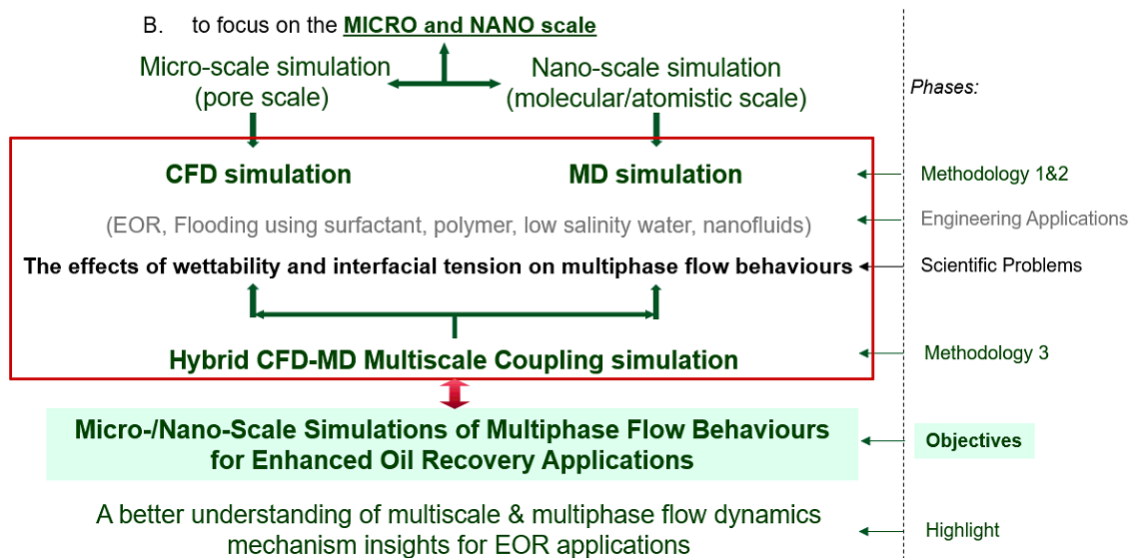 B. to focus on the MICRO and NANO scale
Micro-scale simulation
(pore scale)
Nano-scale simulation
(molecular/atomistic scale)
Phases:
CFD simulation
MD simulation
Methodology 1&2
(EOR, Flooding using surfactant, polymer, low salinity water, nanofluids)
Engineering Applications
The effects of wettability and interfacial tension on multiphase flow behaviours
Scientific Problems
Hybrid CFD-MD Multiscale Coupling simulation
Methodology 3
Micro-/Nano-Scale Simulations of Multiphase Flow Behaviours
for Enhanced Oil Recovery Applications
Objectives
A better understanding of multiscale & multiphase flow dynamics
mechanism insights for EOR applications
Highlight